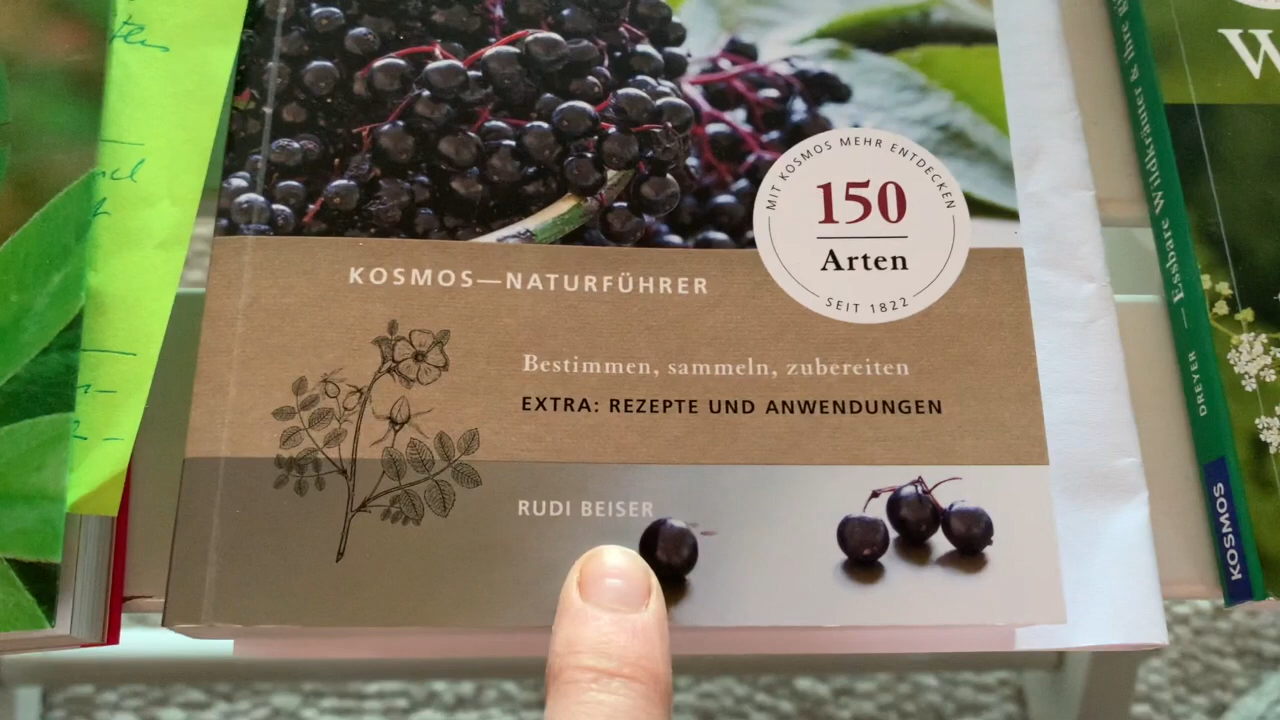 MIT KOSMOS MEHR ENTDECKEN
150
Arten
SEIT 1822
KOSMOS—NATURFÜHRER
Bestimmen, sammeln, zubereiten
EXTRA: REZEPTE UND ANWENDUNGEN
RUDI BEISER
DREYER — Essbare Wildkräuter & ihre
KOSMOS
W